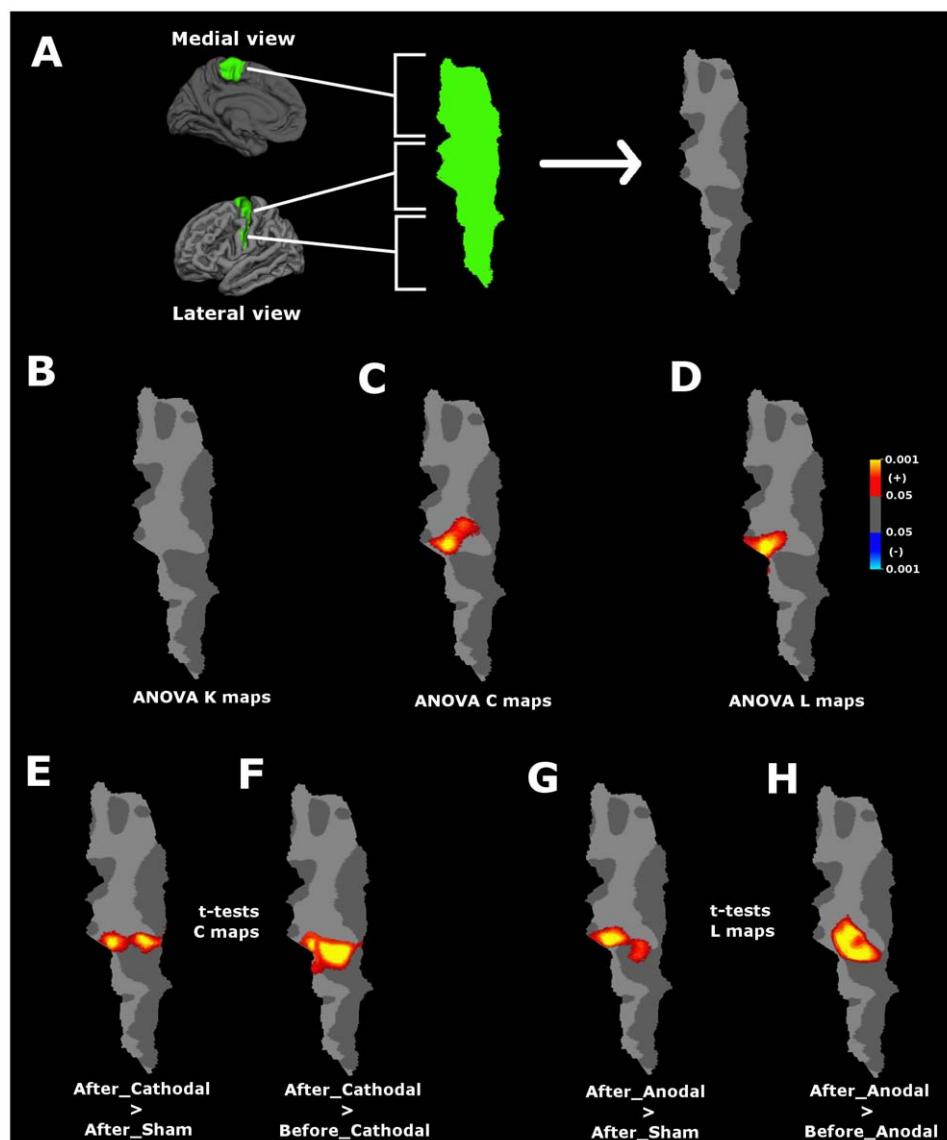 A
Medial view
Lateral view
B
C
D
0.001
(+)
0.05
0.05
(-)
0.001
ANOVA K maps
ANOVA C maps
ANOVA L maps
E
F
G
H
t-tests
C maps
t-tests
L maps
After_Cathodal
>
After_Sham
After_Cathodal
>
Before_Cathodal
After_Anodal
>
After_Sham
After_Anodal
>
Before_Anodal